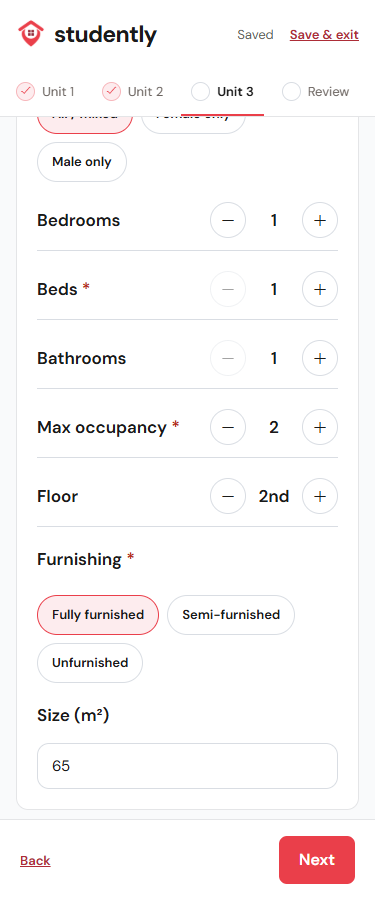 studently
Saved Save & exit
Unit 1 Unit 2 Unit 3 Review
Male only
Bedrooms − 1 +
Beds * − 1 +
Bathrooms − 1 +
Max occupancy * − 2 +
Floor − 2nd +
Furnishing *
Fully furnished Semi-furnished
Unfurnished
Size (m²)
65
Back Next